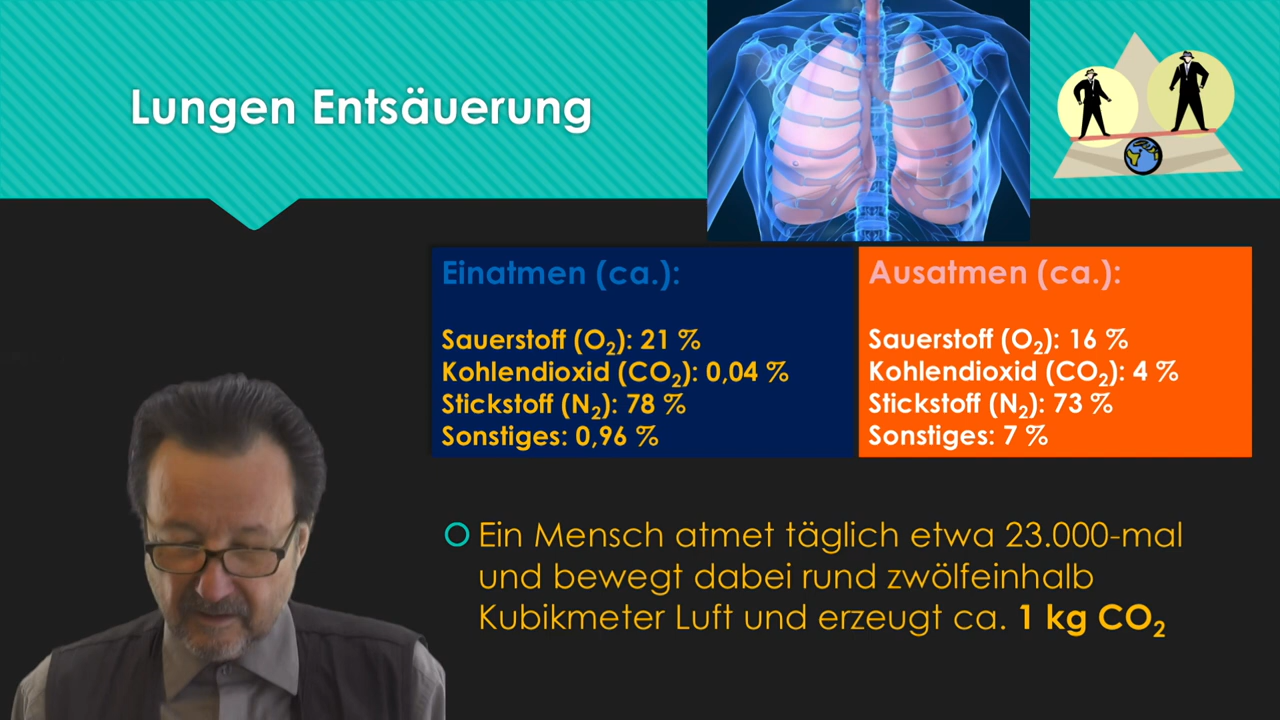 Lungen Entsäuerung
Einatmen (ca.):
Sauerstoff (O₂): 21 %
Kohlendioxid (CO₂): 0,04 %
Stickstoff (N₂): 78 %
Sonstiges: 0,96 %
Ausatmen (ca.):
Sauerstoff (O₂): 16 %
Kohlendioxid (CO₂): 4 %
Stickstoff (N₂): 73 %
Sonstiges: 7 %
Ein Mensch atmet täglich etwa 23.000-mal
und bewegt dabei rund zwölfeinhalb
Kubikmeter Luft und erzeugt ca. 1 kg CO₂